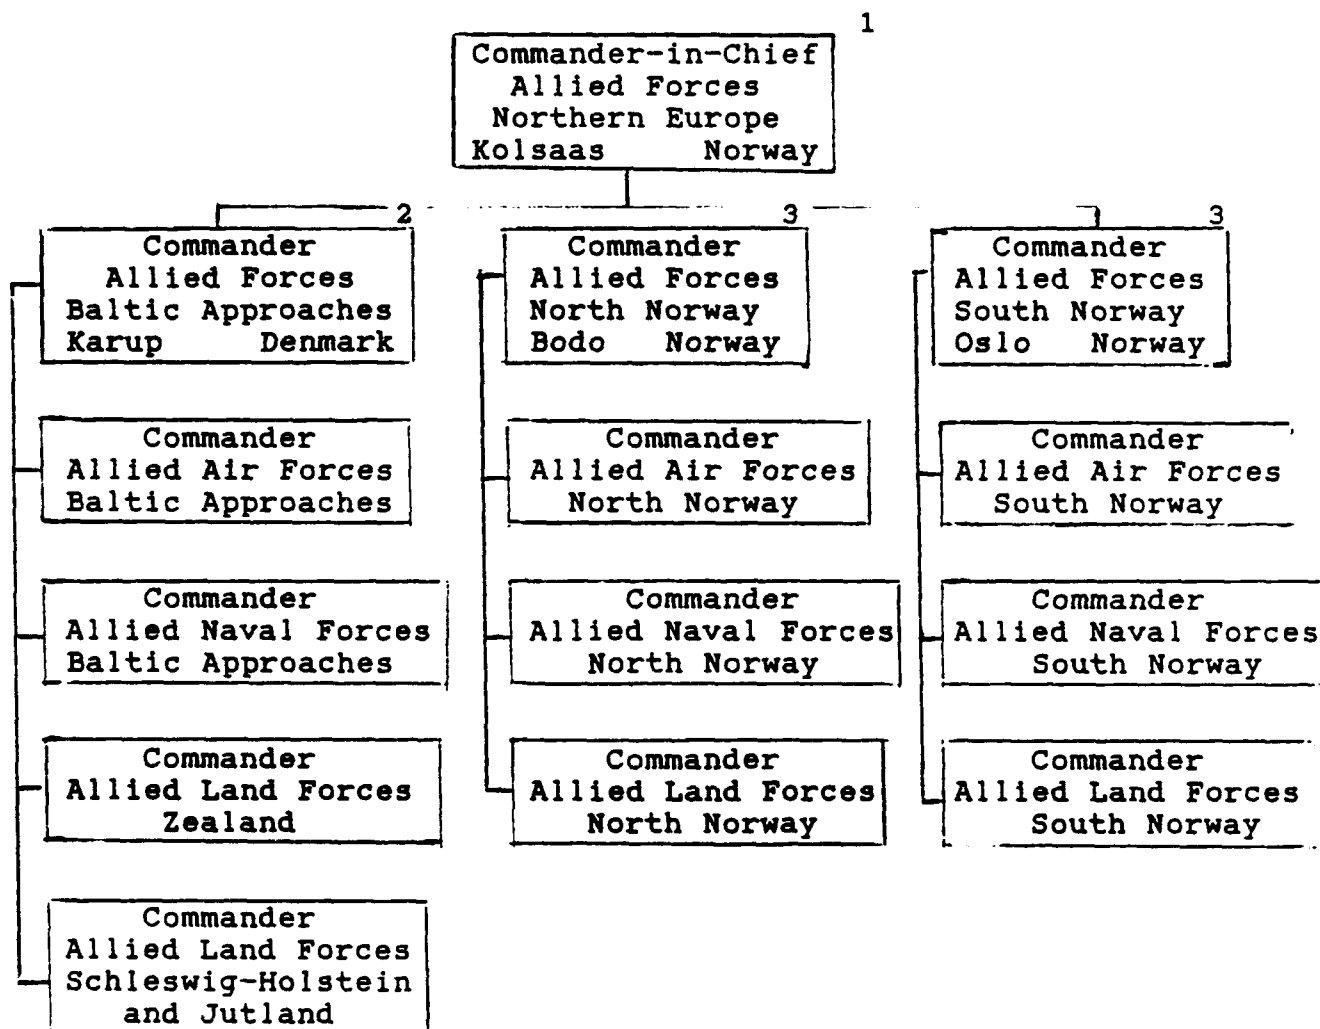 1
Commander-in-Chief
Allied Forces
Northern Europe
Kolsaas Norway
2
Commander
Allied Forces
Baltic Approaches
Karup Denmark
3
Commander
Allied Forces
North Norway
Bodo Norway
3
Commander
Allied Forces
South Norway
Oslo Norway
Commander
Allied Air Forces
Baltic Approaches
Commander
Allied Air Forces
North Norway
Commander
Allied Air Forces
South Norway
Commander
Allied Naval Forces
Baltic Approaches
Commander
Allied Naval Forces
North Norway
Commander
Allied Naval Forces
South Norway
Commander
Allied Land Forces
Zealand
Commander
Allied Land Forces
North Norway
Commander
Allied Land Forces
South Norway
Commander
Allied Land Forces
Schleswig-Holstein
and Jutland